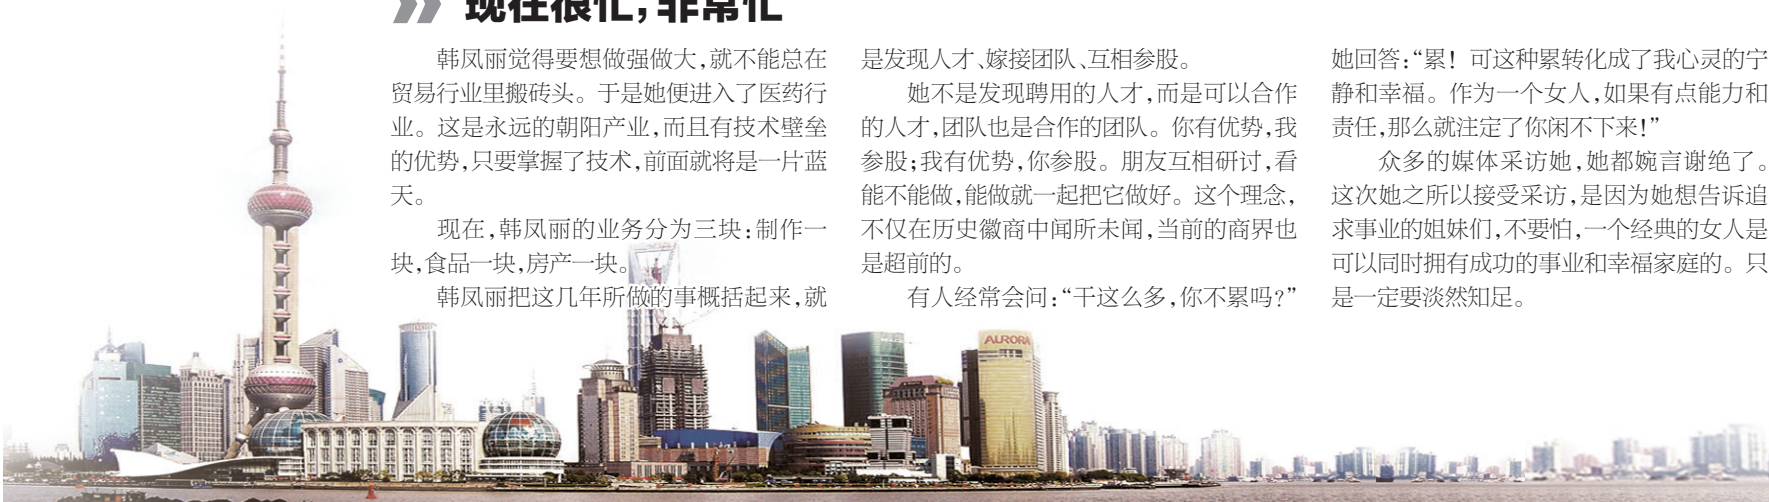 现在很忙,非常忙
韩凤丽觉得要想做强做大,就不能总在
贸易行业里搬砖头。于是她便进入了医药行
业。这是永远的朝阳产业,而且有技术壁垒
的优势,只要掌握了技术,前面就将是一片蓝
天。
现在,韩凤丽的业务分为三块:制作一
块,食品一块,房产一块。
韩凤丽把这几年所做的事概括起来,就
是发现人才、嫁接团队、互相参股。
她不是发现聘用的人才,而是可以合作
的人才,团队也是合作的团队。你有优势,我
参股;我有优势,你参股。朋友互相研讨,看
能不能做,能做就一起把它做好。这个理念,
不仅在历史徽商中闻所未闻,当前的商界也
是超前的。
有人经常会问:“干这么多,你不累吗?”
她回答:“累！可这种累转化成了我心灵的宁
静和幸福。作为一个女人,如果有点能力和
责任,那么就注定了你闲不下来!”
众多的媒体采访她,她都婉言谢绝了。
这次她之所以接受采访,是因为她想告诉追
求事业的姐妹们,不要怕,一个经典的女人是
可以同时拥有成功的事业和幸福家庭的。只
是一定要淡然知足。
AURORA